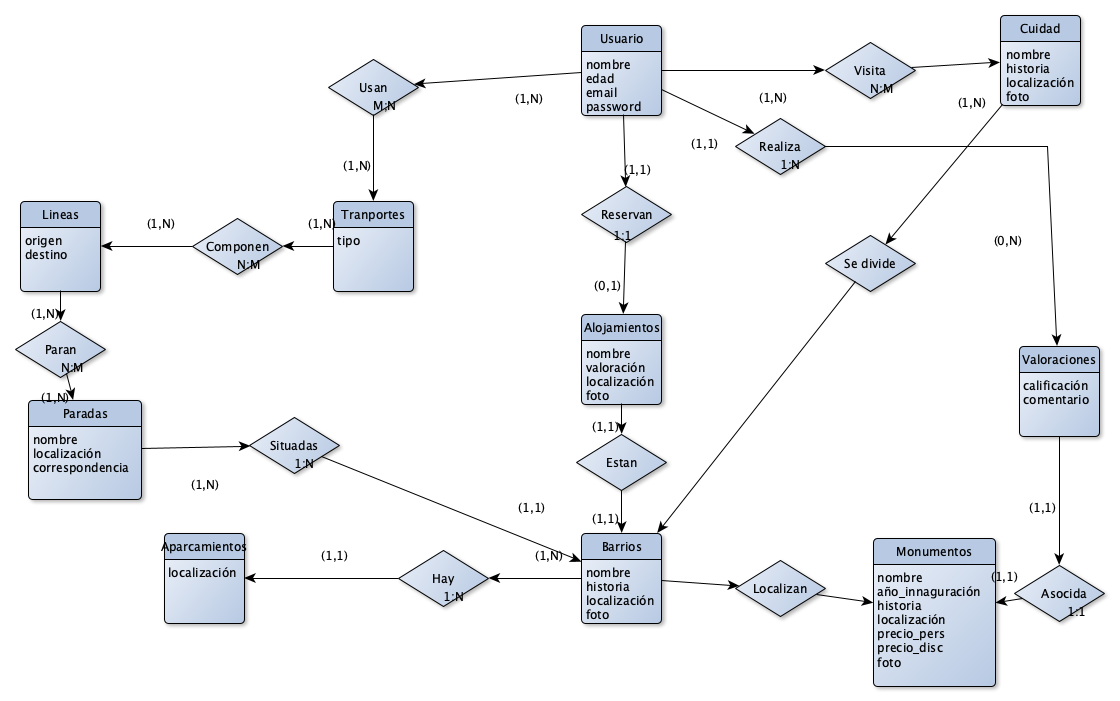 Usuario
nombre
edad
email
password
Cuidad
nombre
historia
localización
foto
Visita
N:M
Usan
M:N
(1,N)
(1,N)
(1,N)
Realiza
1:N
(1,1)
(1,1)
(1,N)
Reservan
1:1
Lineas
origen
destino
(1,N)
Componen
N:M
(1,N)
Tranportes
tipo
Se divide
(0,N)
(0,1)
(1,N)
Paran
N:M
(1,N)
Alojamientos
nombre
valoración
localización
foto
Valoraciones
calificación
comentario
Paradas
nombre
localización
correspondencia
Situadas
1:N
(1,N)
(1,1)
(1,1)
Estan
(1,1)
(1,1)
Aparcamientos
localización
(1,1)
Hay
1:N
(1,N)
Barrios
nombre
historia
localización
foto
Localizan
Monumentos
nombre
año_innaguración
historia
localización
precio_pers
precio_disc
foto
(1,1)
Asocida
1:1